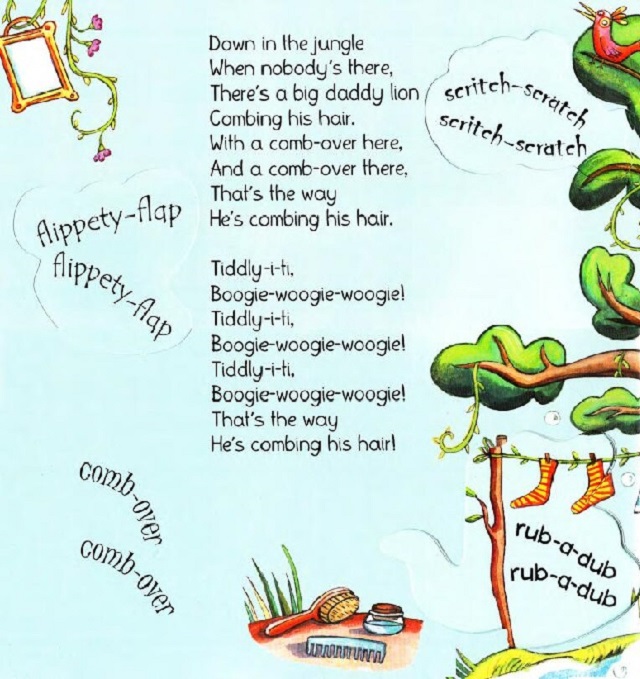 Down in the jungle
When nobody's there,
There's a big daddy lion
Combing his hair.
With a comb-over here,
And a comb-over there,
That's the way
He's combing his hair.
Tiddly-i-ti,
Boogie-woogie-woogie!
Tiddly-i-ti,
Boogie-woogie-woogie!
Tiddly-i-ti,
Boogie-woogie-woogie!
That's the way
He's combing his hair!
scritch-scratch
scritch-scratch
flippety-flap
flippety-flap
comb-over
comb-over
rub-a-dub
rub-a-dub